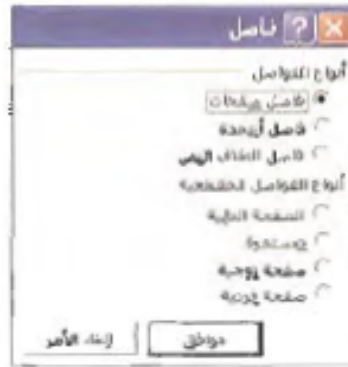 فاصل
أنواع الفواصل
فاصل صفحات
فاصل أعمدة
فاصل التفاف النص
أنواع الفواصل المقطعية
الصفحة التالية
مستمر
صفحة زوجية
صفحة فردية
موافق
إلغاء الأمر